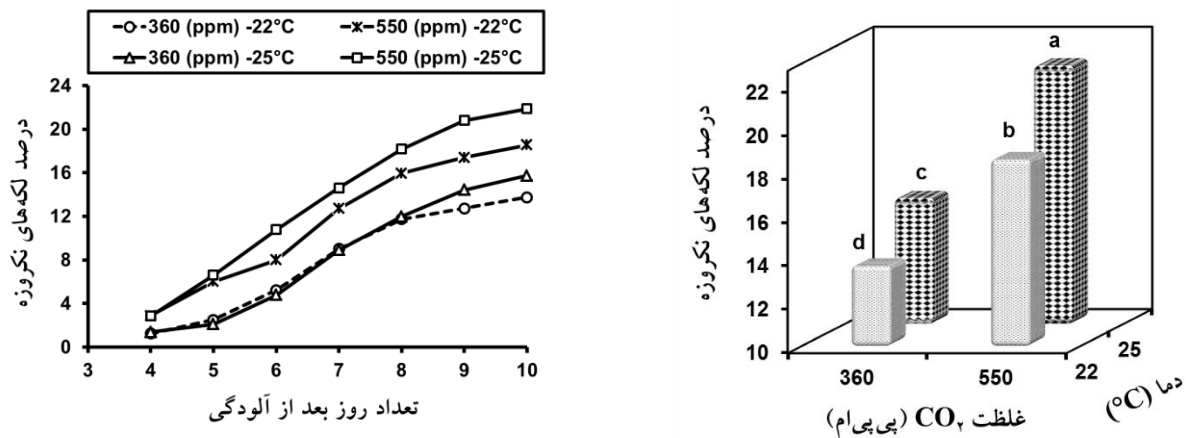 360 (ppm) -22°C
550 (ppm) -22°C
360 (ppm) -25°C
550 (ppm) -25°C
درصد لکه‌های نکروزه
24
20
16
12
8
4
0
3 4 5 6 7 8 9 10
تعداد روز بعد از آلودگی
درصد لکه‌های نکروزه
22
20
18
16
14
12
10
a
b
c
d
360 550
22
25
غلظت CO۲ (پی‌پی‌ام)
دما (°C)